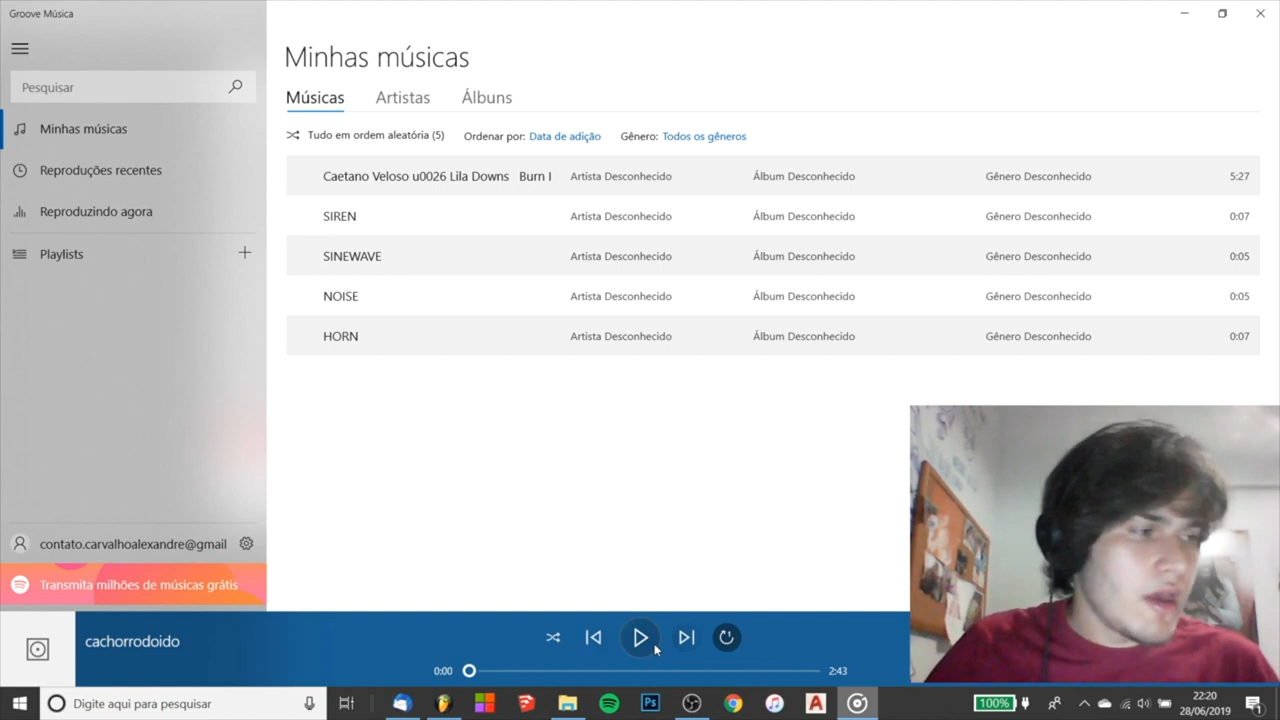 Groove Música
Pesquisar
Minhas músicas
Reproduções recentes
Reproduzindo agora
Playlists
contato.carvalhoalexandre@gmail
Transmita milhões de músicas grátis
Minhas músicas
Músicas Artistas Álbuns
Tudo em ordem aleatória (5) Ordenar por: Data de adição Gênero: Todos os gêneros
Caetano Veloso u0026 Lila Downs Burn I Artista Desconhecido Álbum Desconhecido Gênero Desconhecido 5:27
SIREN Artista Desconhecido Álbum Desconhecido Gênero Desconhecido 0:07
SINEWAVE Artista Desconhecido Álbum Desconhecido Gênero Desconhecido 0:05
NOISE Artista Desconhecido Álbum Desconhecido Gênero Desconhecido 0:05
HORN Artista Desconhecido Álbum Desconhecido Gênero Desconhecido 0:07
cachorrodoido
0:00 2:43
Digite aqui para pesquisar
Ps
100%
22:20
28/06/2019
1